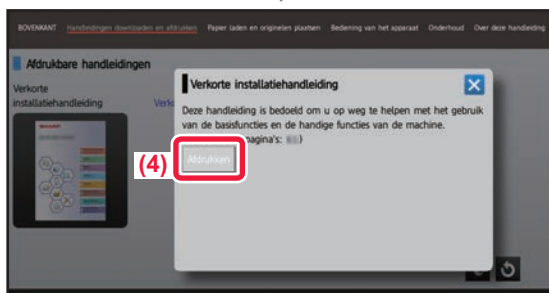 BOVENKANT Handleidingen downloaden en afdrukken Papier laden en originelen plaatsen Bediening van het apparaat Onderhoud Over deze handleiding
Afdrukbare handleidingen
Verkorte
installatiehandleiding
Verkorte installatiehandleiding
Deze handleiding is bedoeld om u op weg te helpen met het gebruik
van de basisfuncties en de handige functies van de machine.
pagina's:
(4)
Afdrukken